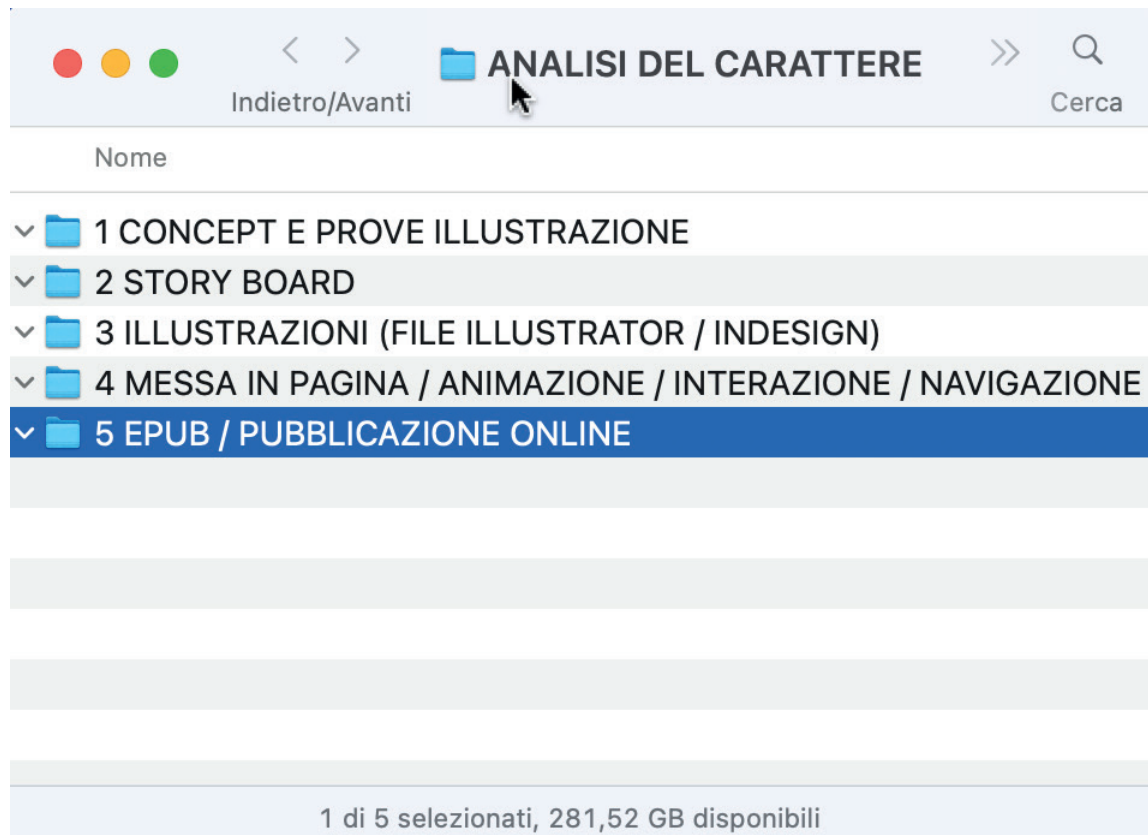 ANALISI DEL CARATTERE
Indietro/Avanti
Cerca
Nome
1 CONCEPT E PROVE ILLUSTRAZIONE
2 STORY BOARD
3 ILLUSTRAZIONI (FILE ILLUSTRATOR / INDESIGN)
4 MESSA IN PAGINA / ANIMAZIONE / INTERAZIONE / NAVIGAZIONE
5 EPUB / PUBBLICAZIONE ONLINE
1 di 5 selezionati, 281,52 GB disponibili